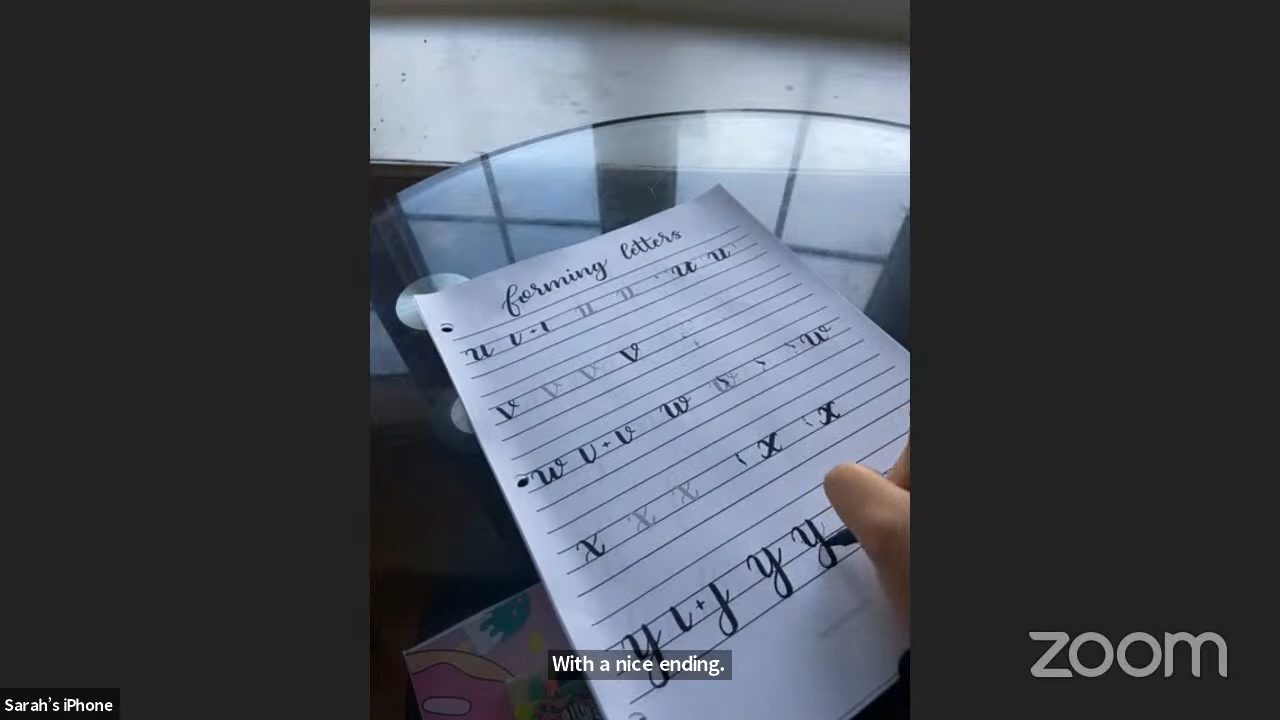 forming letters
u ι + ι u u u u
v v v v
w v + v w w w
x x x x x
y ι + j y y y
With a nice ending.
Sarah's iPhone
zoom